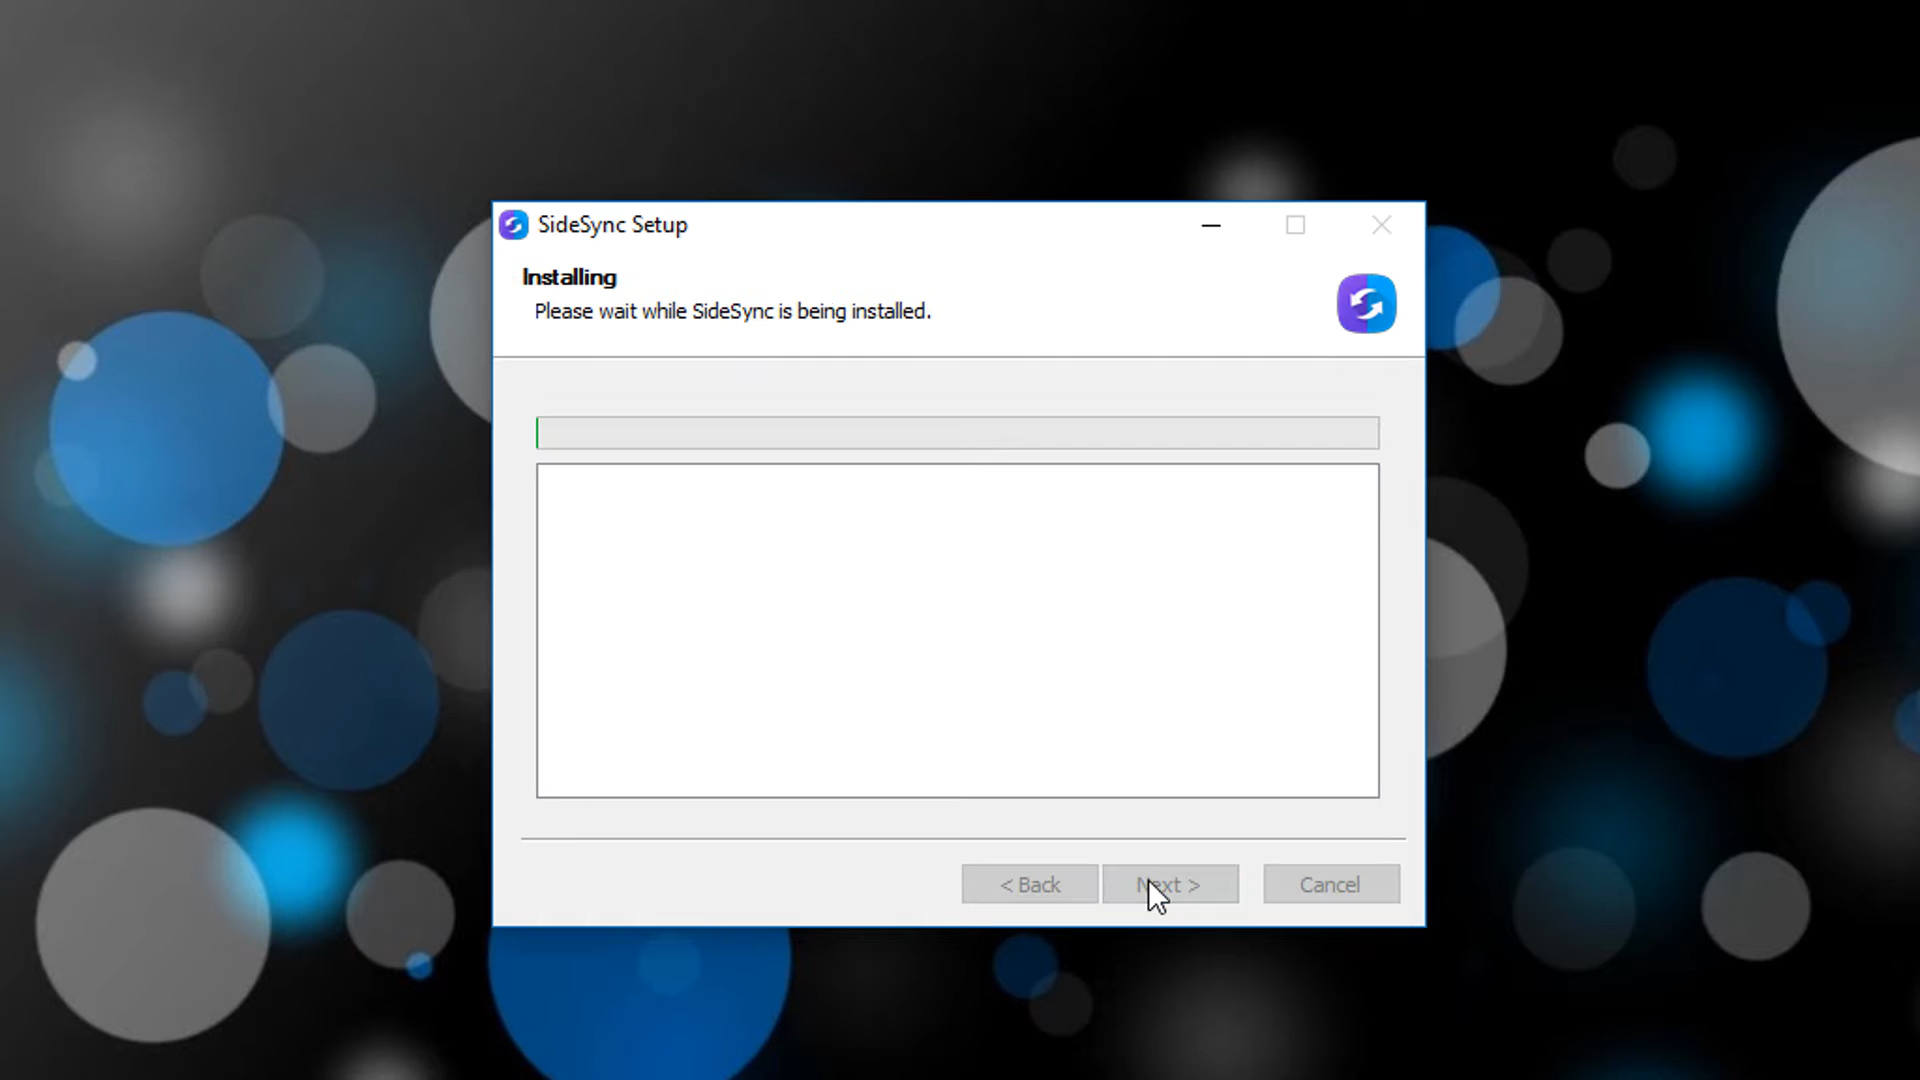 SideSync Setup
Installing
Please wait while SideSync is being installed.
< Back
Next >
Cancel